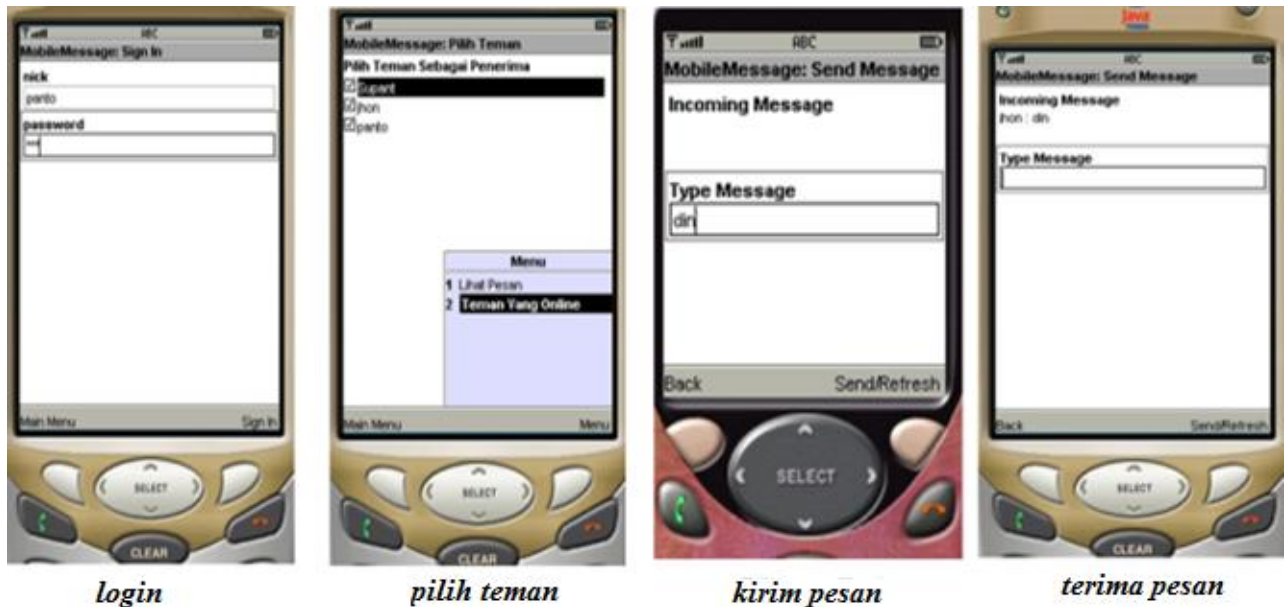 ABC
MobileMessage: Sign In
nick
panto
password
***
Main Menu
Sign In
SELECT
CLEAR
login
MobileMessage: Pilih Teman
Pilih Teman Sebagai Penerima
Supant
jhon
panto
Menu
1 Lihat Pesan
2 Teman Yang Online
Main Menu
Menu
SELECT
CLEAR
pilih teman
ABC
MobileMessage: Send Message
Incoming Message
Type Message
din
Back
Send/Refresh
SELECT
kirim pesan
Java
ABC
MobileMessage: Send Message
Incoming Message
jhon : din
Type Message
Back
Send/Refresh
SELECT
CLEAR
terima pesan